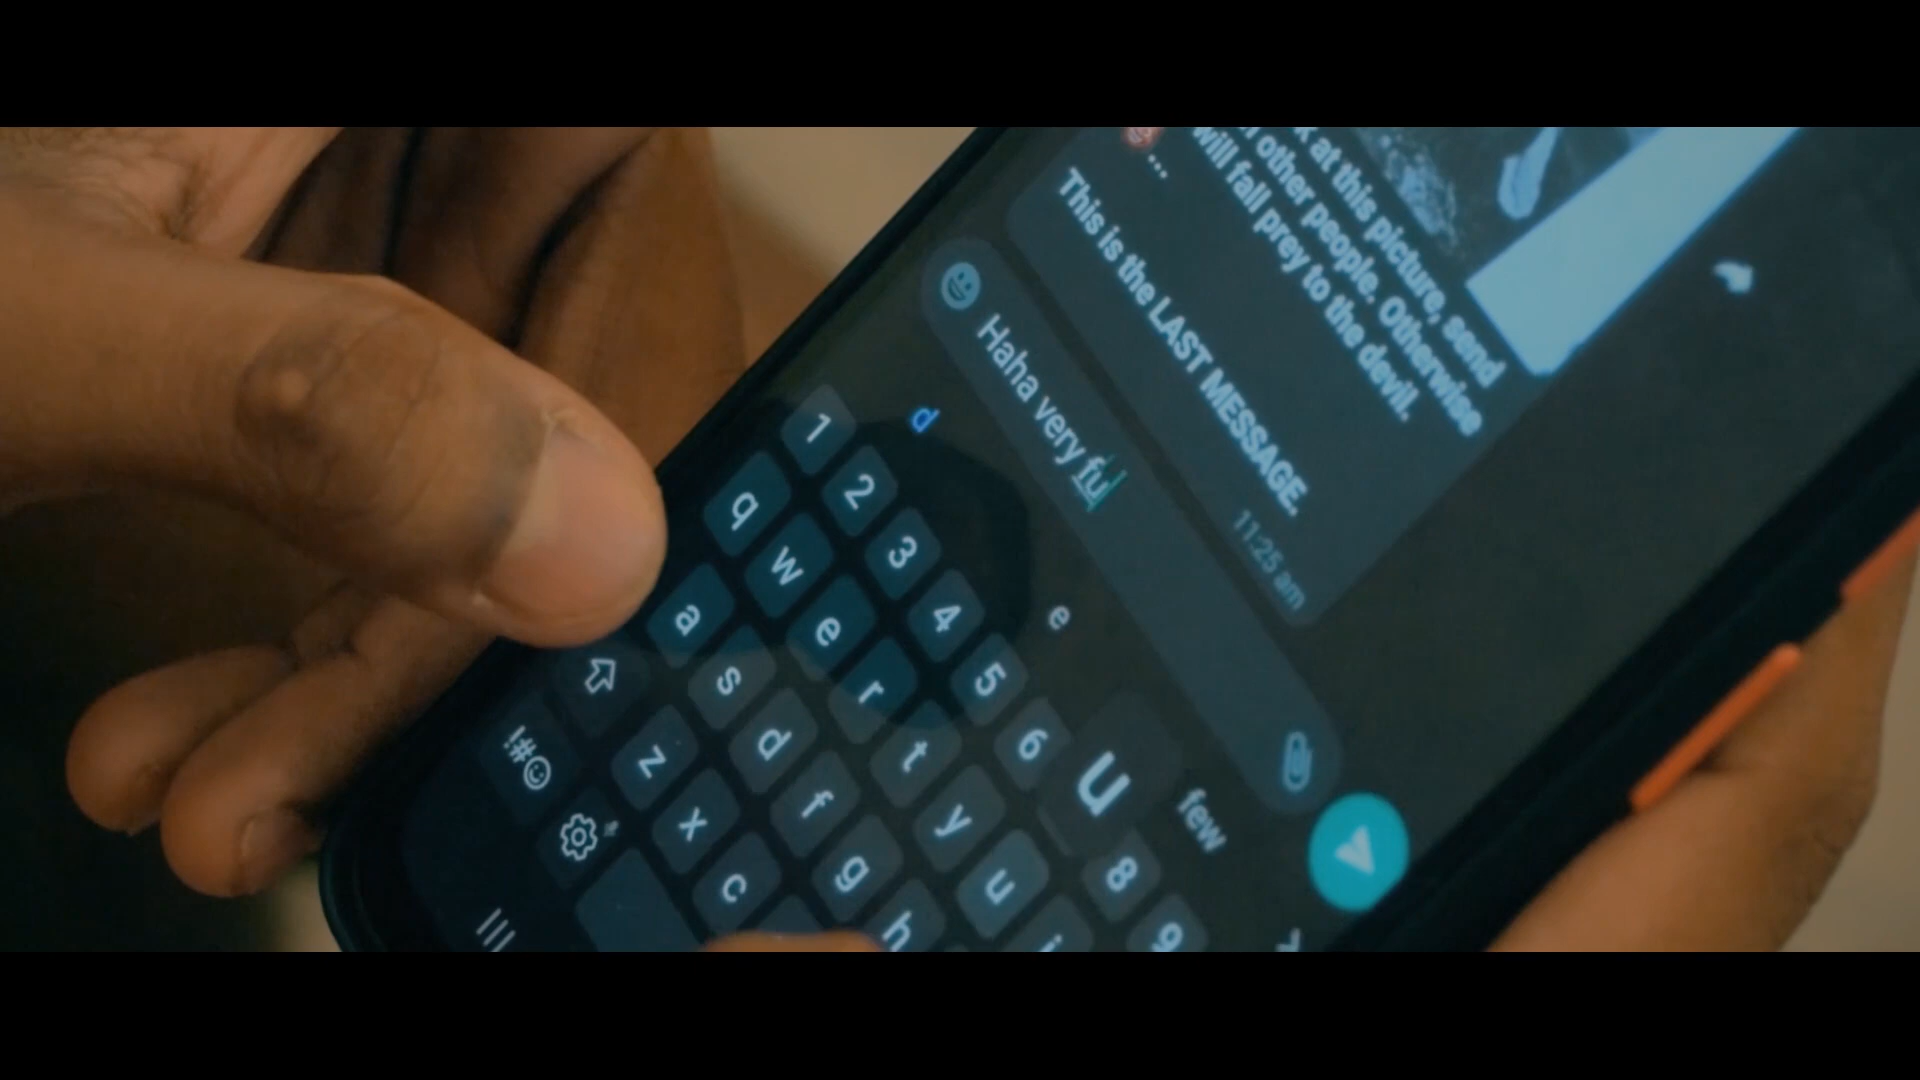 k at this picture, send
other people. Otherwise
will fall prey to the devil.
...
This is the LAST MESSAGE.
11:25 am
Haha very fu
d
e
few
1 2 3 4 5 6 8 9
q w e r t y u
U
a s d f g h
z x c
!#☺